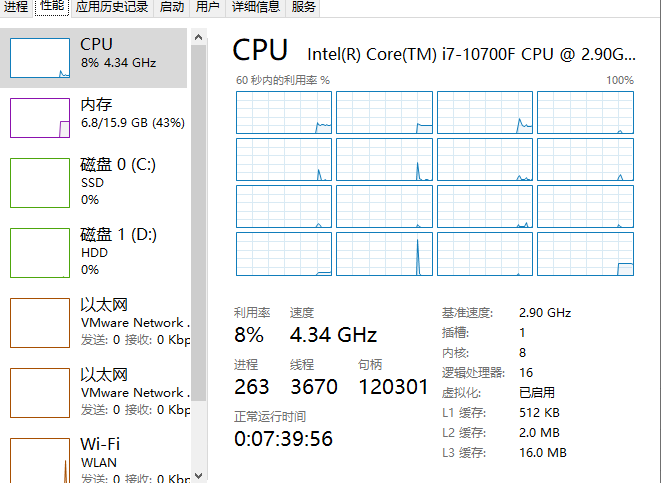 进程 性能 应用历史记录 启动 用户 详细信息 服务
CPU
8% 4.34 GHz
内存
6.8/15.9 GB (43%)
磁盘 0 (C:)
SSD
0%
磁盘 1 (D:)
HDD
0%
以太网
VMware Network .
发送: 0 接收: 0 Kbp
以太网
VMware Network .
发送: 0 接收: 0 Kbp
Wi-Fi
WLAN
发送: 0 接收: 0 Kbp
CPU Intel(R) Core(TM) i7-10700F CPU @ 2.90G...
60 秒内的利用率 % 100%
利用率 速度
8% 4.34 GHz
进程 线程 句柄
263 3670 120301
正常运行时间
0:07:39:56
基准速度: 2.90 GHz
插槽: 1
内核: 8
逻辑处理器: 16
虚拟化: 已启用
L1 缓存: 512 KB
L2 缓存: 2.0 MB
L3 缓存: 16.0 MB